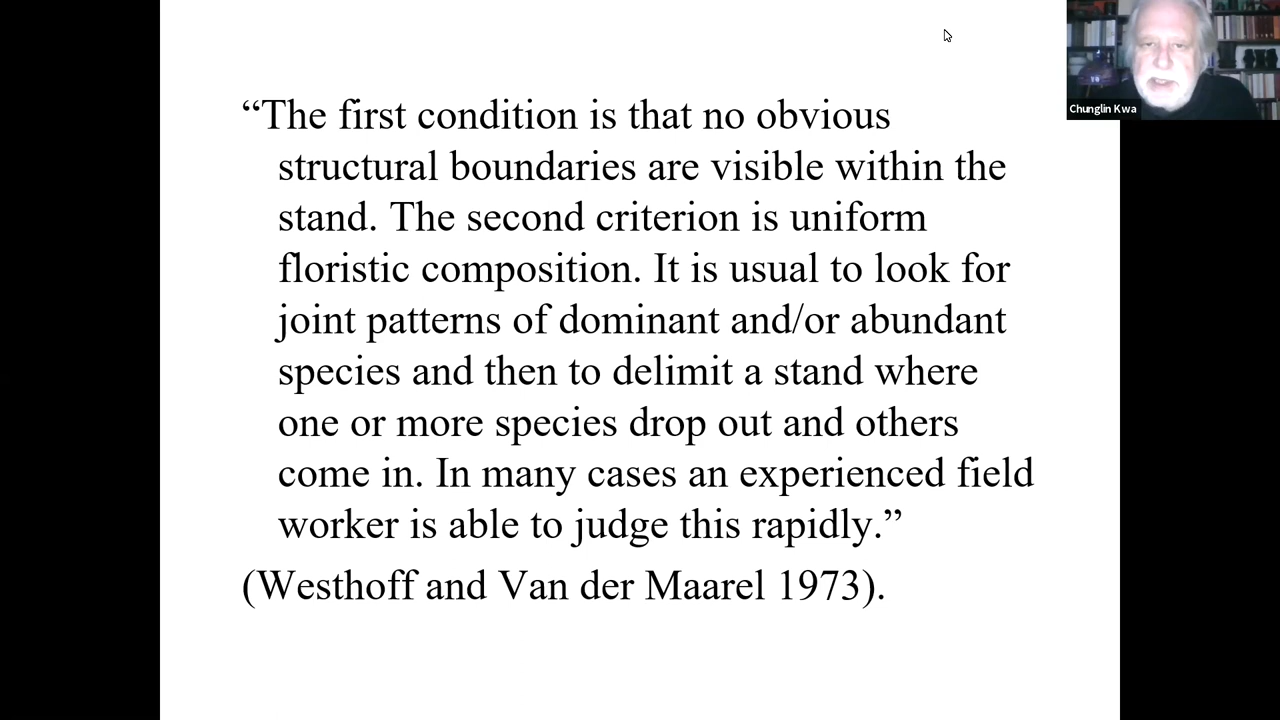 “The first condition is that no obvious
structural boundaries are visible within the
stand. The second criterion is uniform
floristic composition. It is usual to look for
joint patterns of dominant and/or abundant
species and then to delimit a stand where
one or more species drop out and others
come in. In many cases an experienced field
worker is able to judge this rapidly.”
(Westhoff and Van der Maarel 1973).
Chunglin Kwa